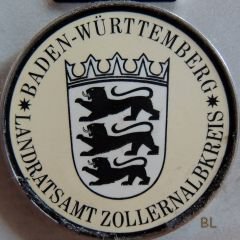 BADEN-WÜRTTEMBERG
* LANDRATSAMT ZOLLERNALBKREIS *
BL